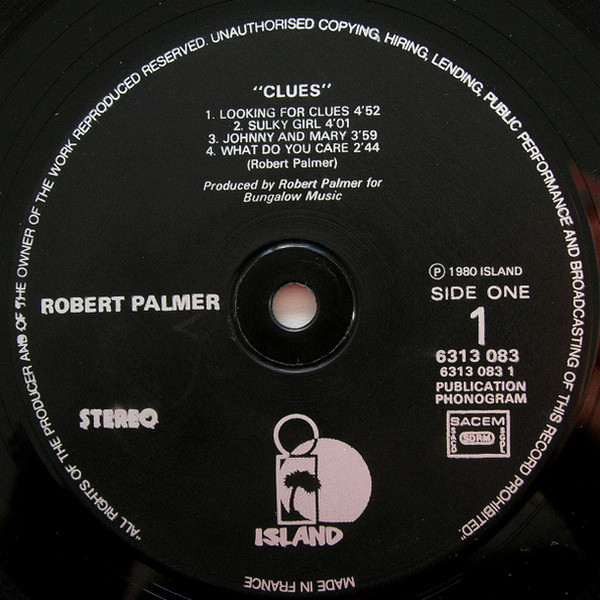 "ALL RIGHTS OF THE PRODUCER AND OF THE OWNER OF THE WORK REPRODUCED RESERVED. UNAUTHORISED COPYING, HIRING, LENDING, PUBLIC PERFORMANCE AND BROADCASTING OF THIS RECORD PROHIBITED."
"CLUES"
1. LOOKING FOR CLUES 4'52
2. SULKY GIRL 4'01
3. JOHNNY AND MARY 3'59
4. WHAT DO YOU CARE 2'44
(Robert Palmer)
Produced by Robert Palmer for
Bungalow Music
ROBERT PALMER
Ⓟ 1980 ISLAND
SIDE ONE
1
6313 083
6313 083 1
PUBLICATION
PHONOGRAM
STEREO
SACEM
SACD
SDRM
SGDL
ISLAND
MADE IN FRANCE